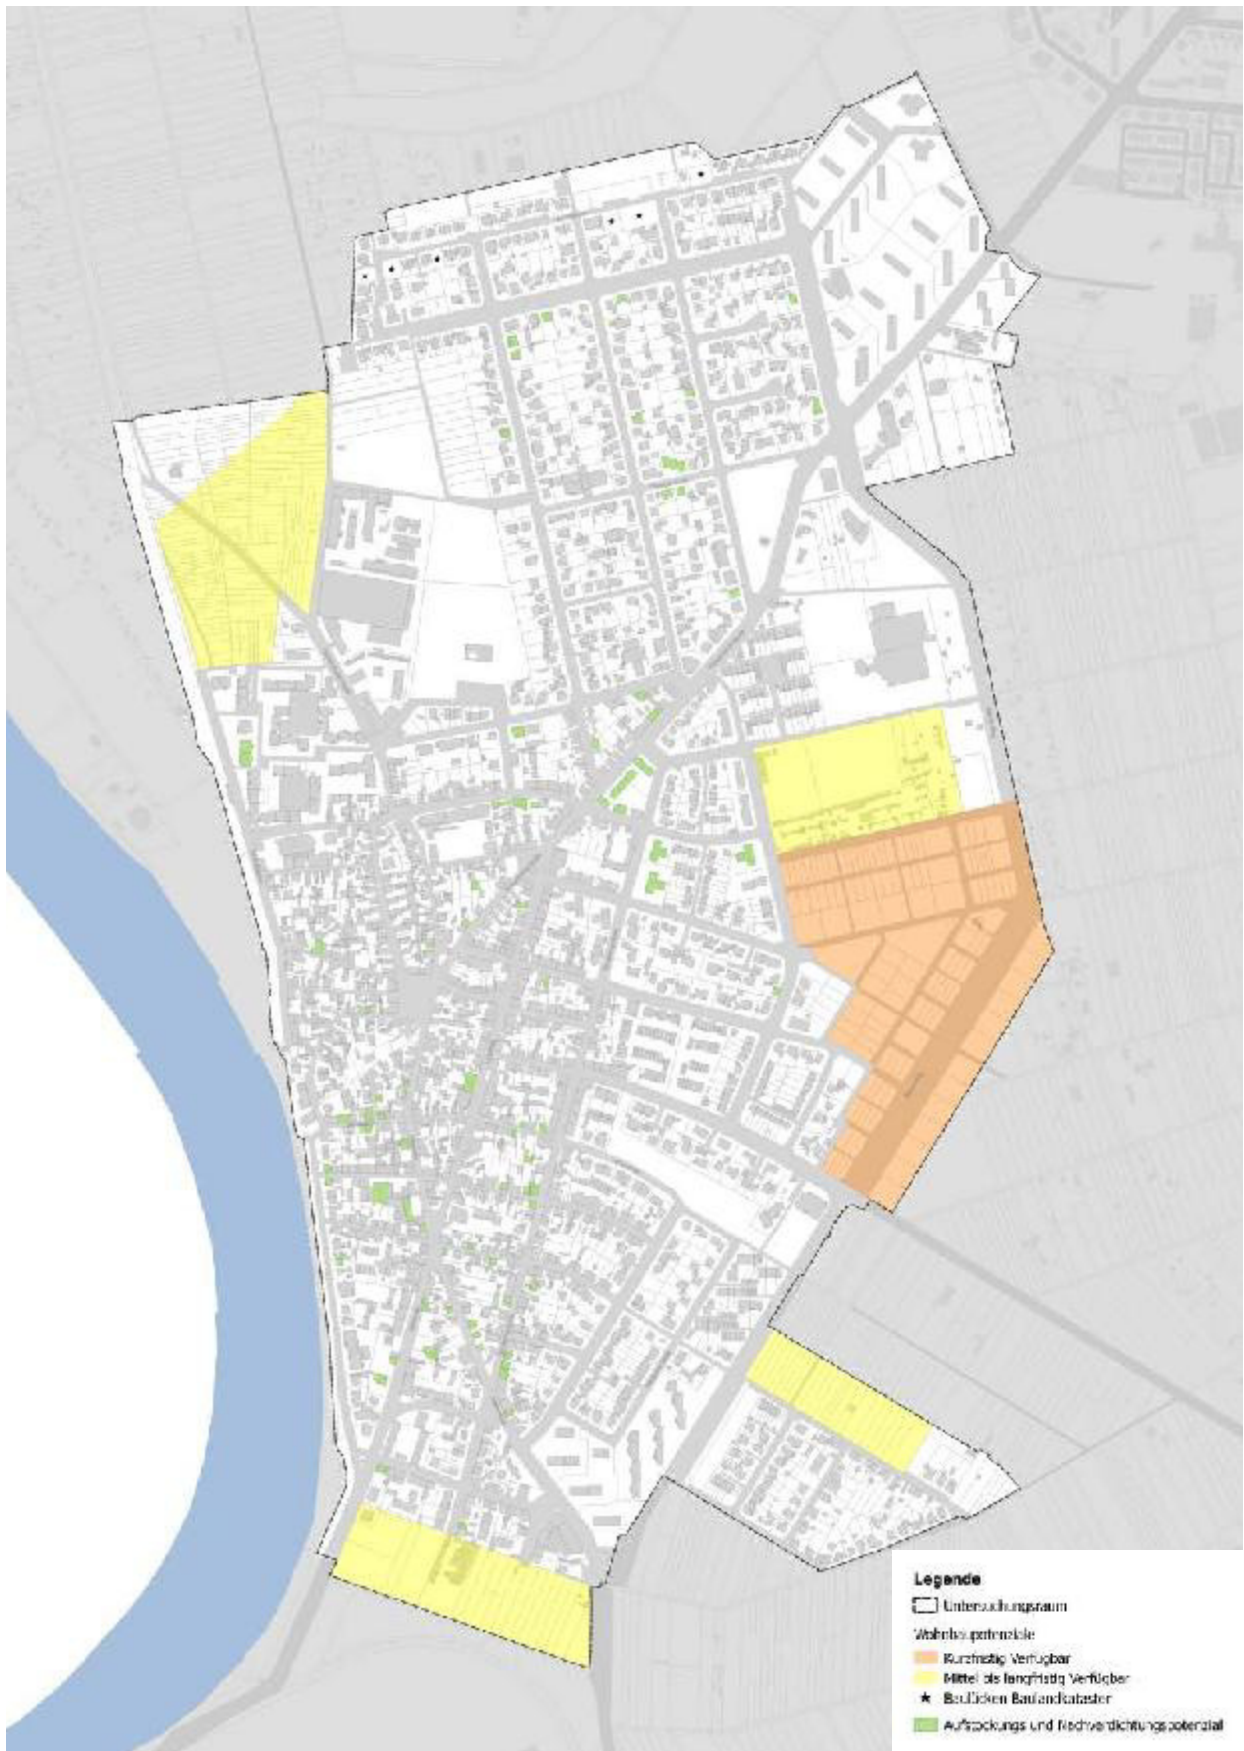 Legende
Untersuchungsraum
Wohnbaupotenziale
Kurzfristig Verfügbar
Mittel bis langfristig Verfügbar
Baulücken Baulandkataster
Aufstockungs und Nachverdichtungspotenzial